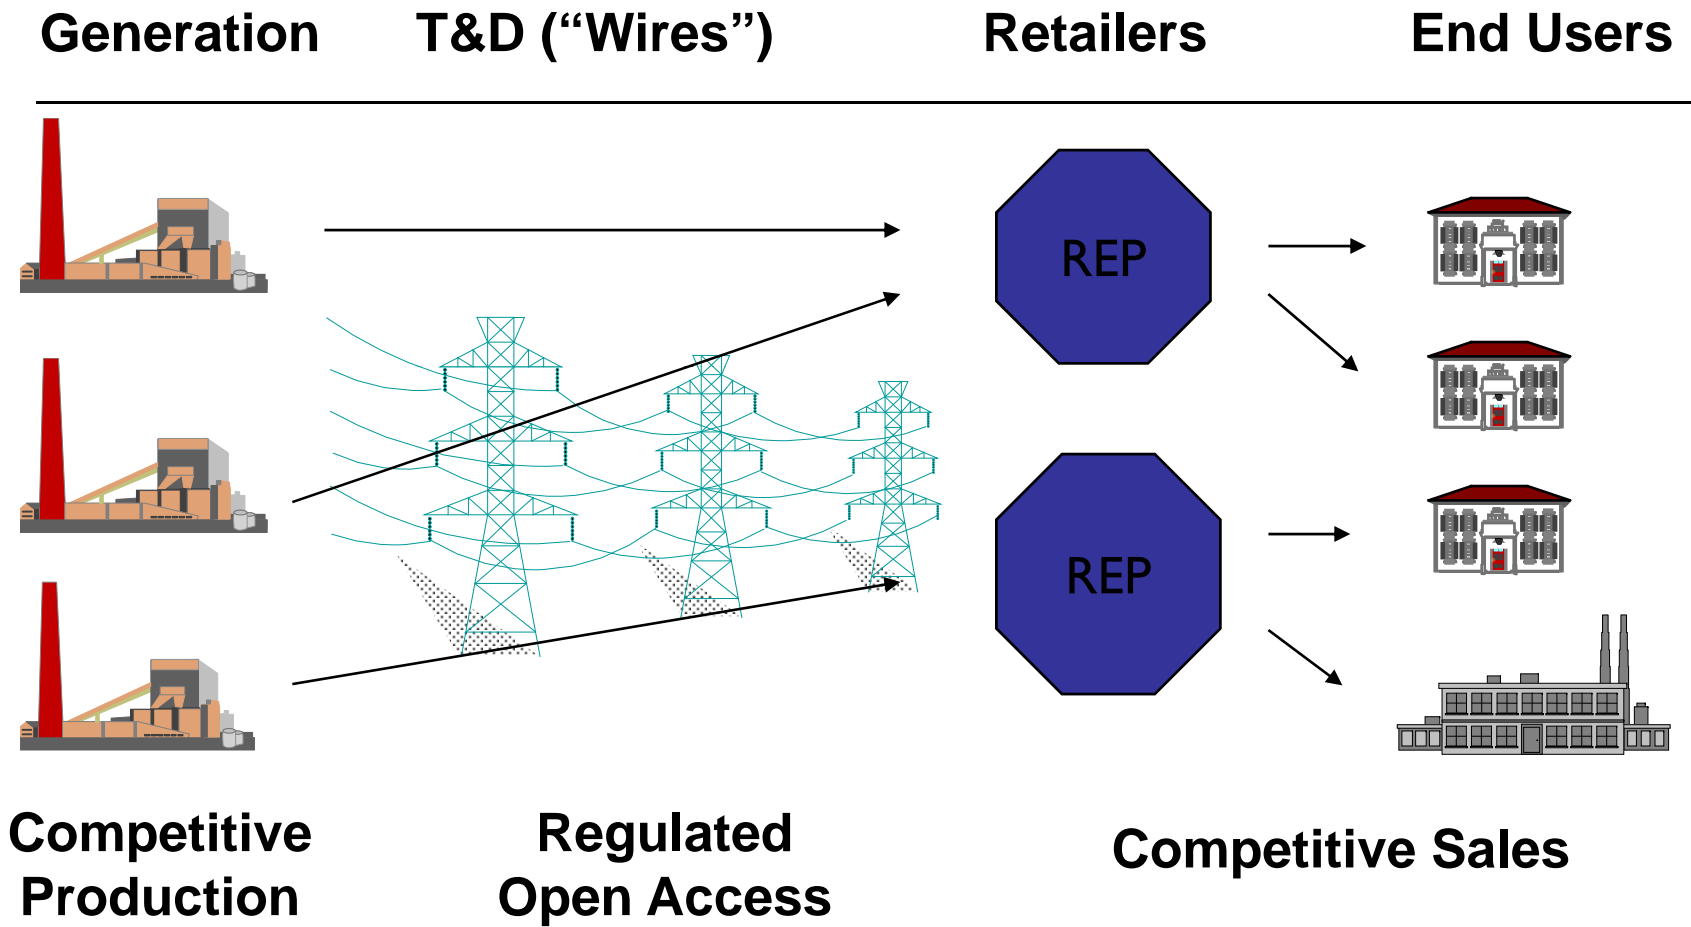 Generation
T&D (“Wires”)
Retailers
End Users
REP
REP
Competitive
Production
Regulated
Open Access
Competitive Sales